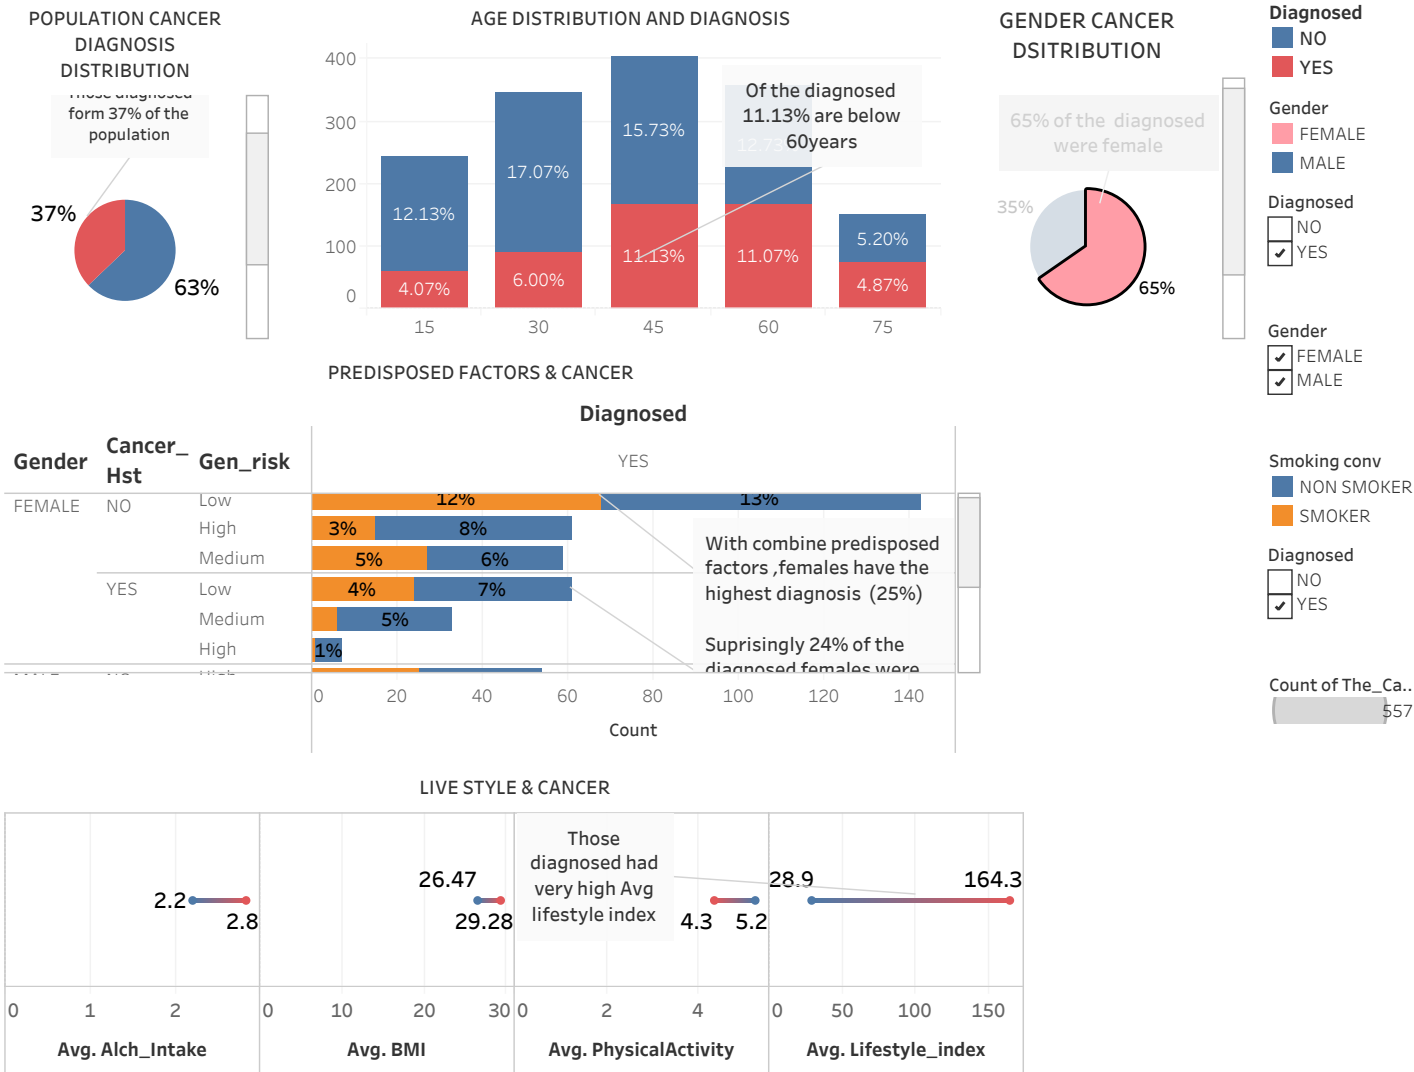 POPULATION CANCER
DIAGNOSIS
DISTRIBUTION
Those diagnosed
form 37% of the
population
37%
63%
AGE DISTRIBUTION AND DIAGNOSIS
400
300
200
100
0
12.13%
4.07%
17.07%
6.00%
15.73%
11.13%
12.73%
11.07%
5.20%
4.87%
Of the diagnosed
11.13% are below
60years
15
30
45
60
75
GENDER CANCER
DSITRIBUTION
65% of the diagnosed
were female
35%
65%
Diagnosed
NO
YES
Gender
FEMALE
MALE
Diagnosed
NO
YES
Gender
FEMALE
MALE
Smoking conv
NON SMOKER
SMOKER
Diagnosed
NO
YES
Count of The_Ca..
557
PREDISPOSED FACTORS & CANCER
Diagnosed
Gender
Cancer_
Hst
Gen_risk
YES
FEMALE
NO
Low
12%
13%
High
3%
8%
Medium
5%
6%
YES
Low
4%
7%
Medium
5%
High
1%
With combine predisposed
factors ,females have the
highest diagnosis (25%)
Suprisingly 24% of the
diagnosed females were
0
20
40
60
80
100
120
140
Count
LIVE STYLE & CANCER
2.2
2.8
26.47
29.28
Those
diagnosed had
very high Avg
lifestyle index
4.3
5.2
28.9
164.3
0
1
2
0
10
20
30
0
2
4
0
50
100
150
Avg. Alch_Intake
Avg. BMI
Avg. PhysicalActivity
Avg. Lifestyle_index